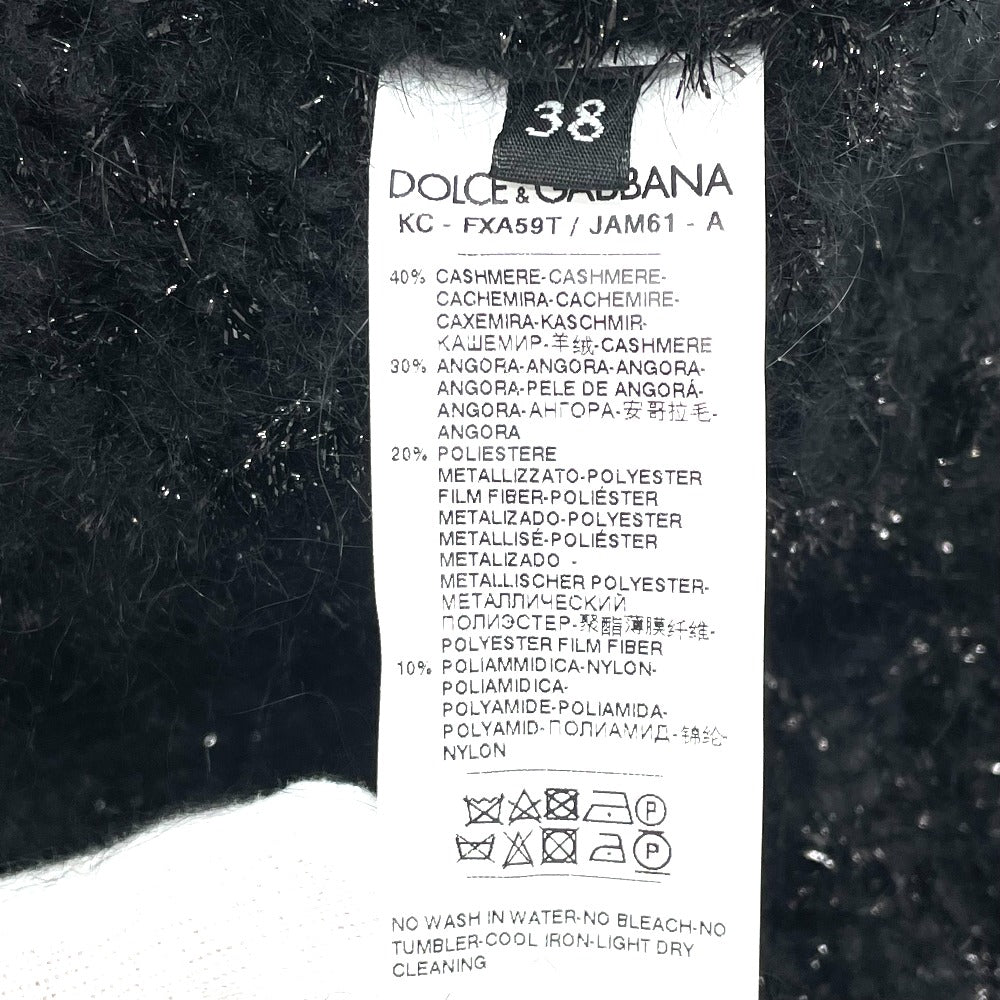 38
DOLCE & GABBANA
KC - FXA59T / JAM61 - A
40% CASHMERE-CASHMERE-
CACHEMIRA-CACHEMIRE-
CAXEMIRA-KASCHMIR-
КАШЕМИР-羊绒-CASHMERE
30% ANGORA-ANGORA-ANGORA-
ANGORA-PELE DE ANGORÁ-
ANGORA-АНГОРА-安哥拉毛-
ANGORA
20% POLIESTERE
METALLIZZATO-POLYESTER
FILM FIBER-POLIÉSTER
METALIZADO-POLYESTER
METALLISÉ-POLIÉSTER
METALIZADO -
METALLISCHER POLYESTER-
МЕТАЛЛИЧЕСКИЙ
ПОЛИЭСТЕР-聚酯薄膜纤维-
POLYESTER FILM FIBER
10% POLIAMMIDICA-NYLON-
POLIAMIDICA-
POLYAMIDE-POLIAMIDA-
POLYAMID-ПОЛИАМИД-锦纶-
NYLON
P
P
NO WASH IN WATER-NO BLEACH-NO
TUMBLER-COOL IRON-LIGHT DRY
CLEANING